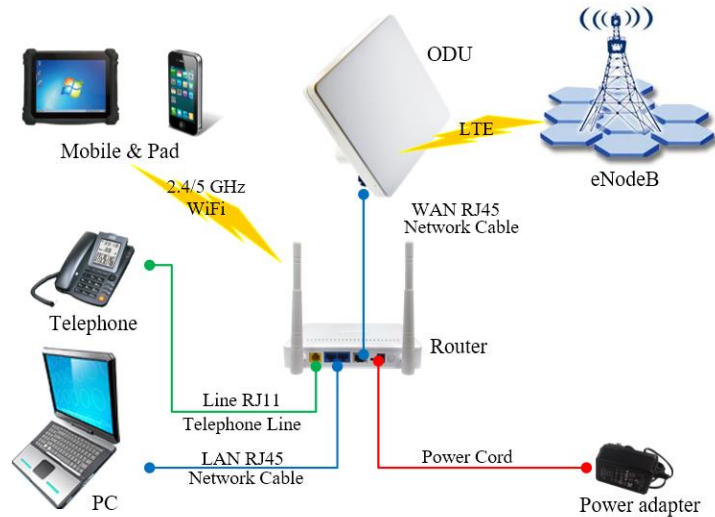 ODU
LTE
eNodeB
Mobile & Pad
2.4/5 GHz
WiFi
WAN RJ45
Network Cable
Telephone
Router
Line RJ11
Telephone Line
LAN RJ45
Network Cable
PC
Power Cord
Power adapter